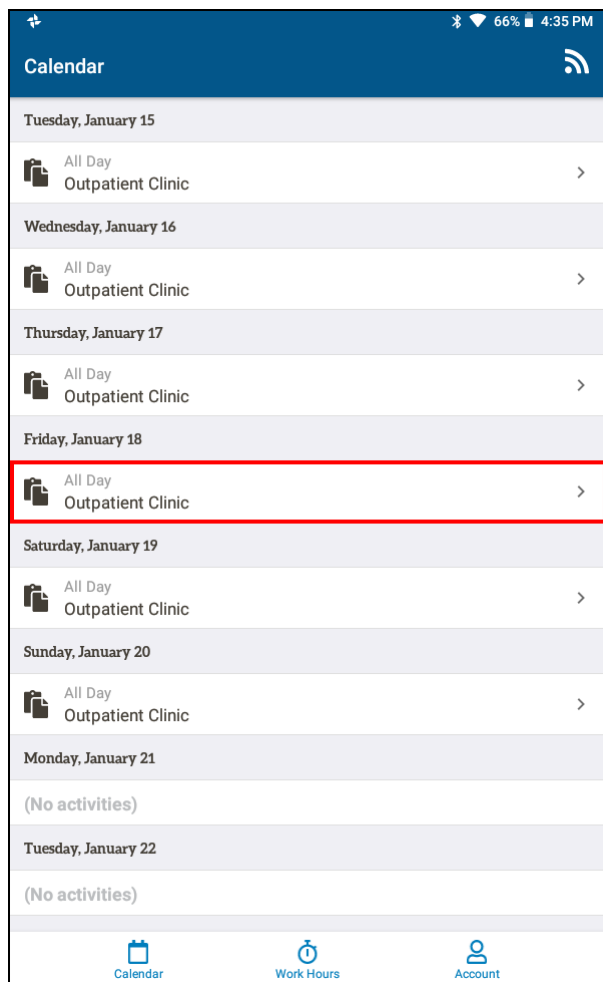 66% 4:35 PM
Calendar
Tuesday, January 15
All Day
Outpatient Clinic
Wednesday, January 16
All Day
Outpatient Clinic
Thursday, January 17
All Day
Outpatient Clinic
Friday, January 18
All Day
Outpatient Clinic
Saturday, January 19
All Day
Outpatient Clinic
Sunday, January 20
All Day
Outpatient Clinic
Monday, January 21
(No activities)
Tuesday, January 22
(No activities)
Calendar Work Hours Account